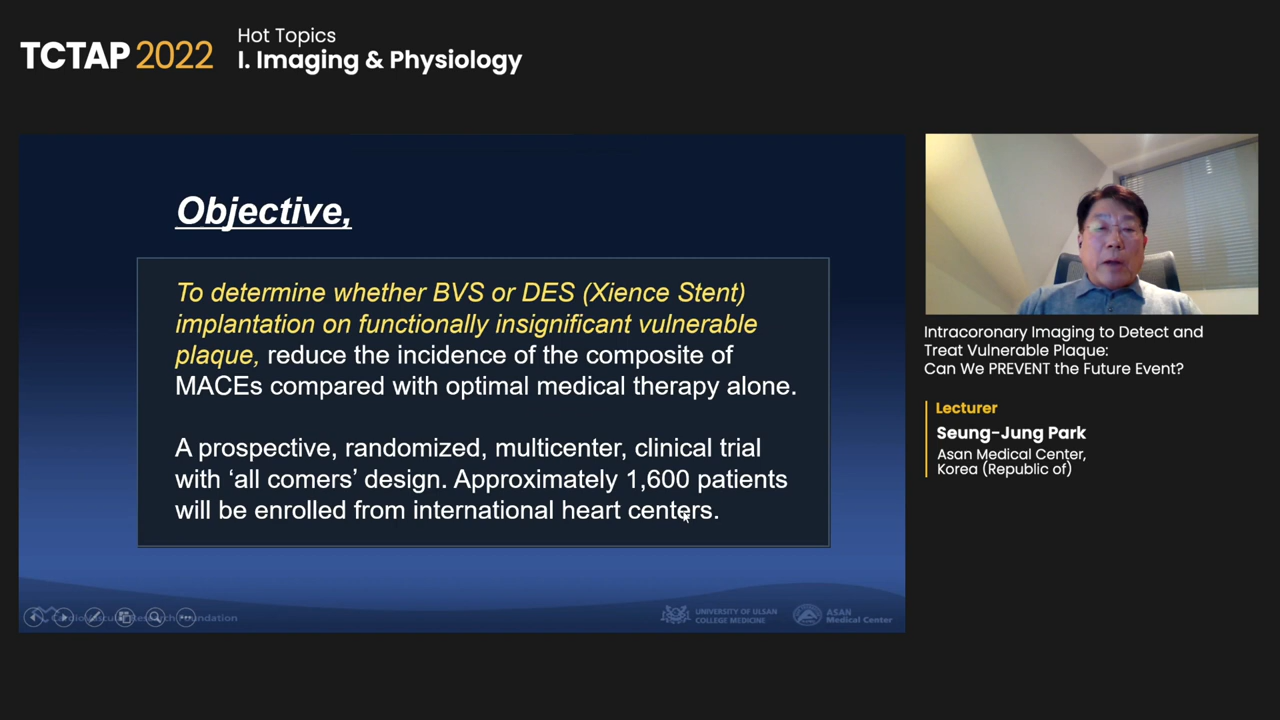 TCTAP 2022
Hot Topics
I. Imaging & Physiology
Objective,
To determine whether BVS or DES (Xience Stent)
implantation on functionally insignificant vulnerable
plaque, reduce the incidence of the composite of
MACEs compared with optimal medical therapy alone.
A prospective, randomized, multicenter, clinical trial
with ‘all comers’ design. Approximately 1,600 patients
will be enrolled from international heart centers.
Cardiovascular Research Foundation
UNIVERSITY OF ULSAN
COLLEGE MEDICINE
ASAN
Medical Center
Intracoronary Imaging to Detect and
Treat Vulnerable Plaque:
Can We PREVENT the Future Event?
Lecturer
Seung-Jung Park
Asan Medical Center,
Korea (Republic of)